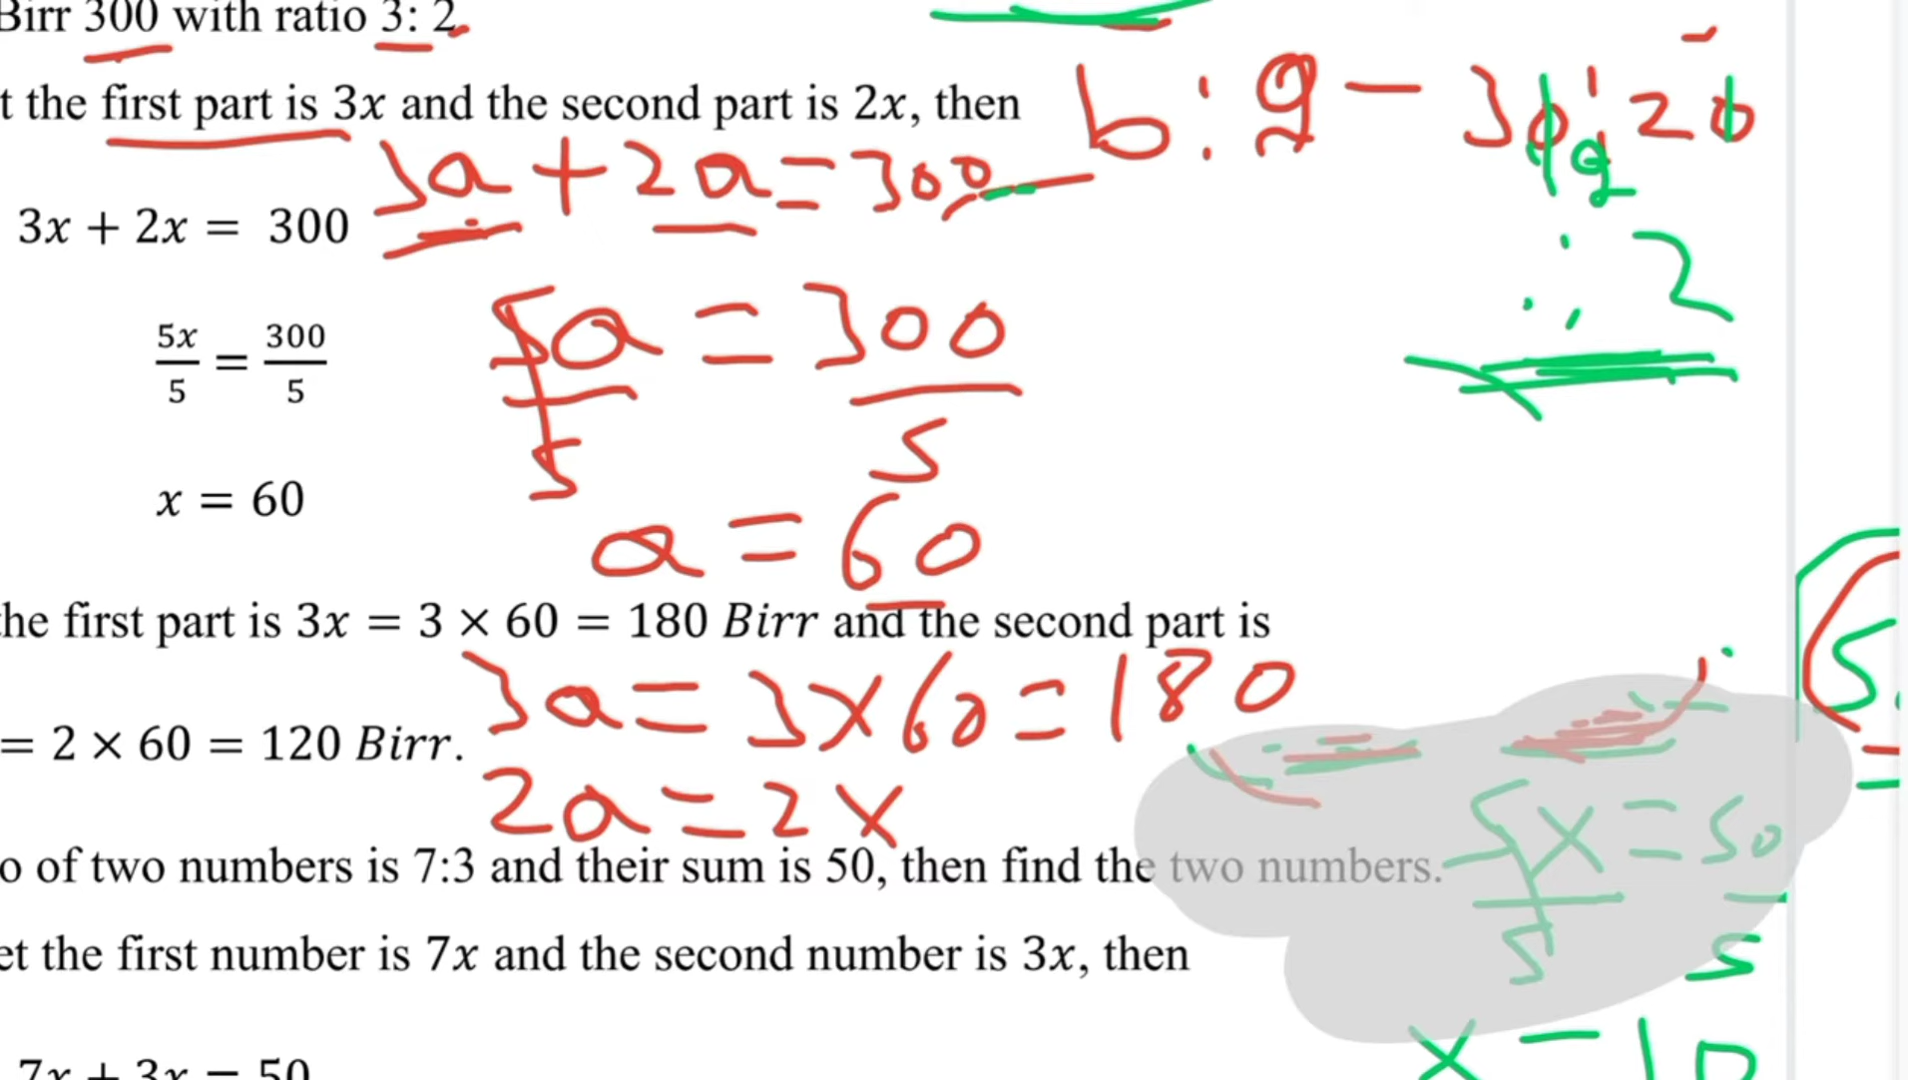 Birr 300 with ratio 3: 2
t the first part is 3x and the second part is 2x, then
b : g - 30 : 20
3a + 2a = 300
3x + 2x = 300
: 2
5x/5 = 300/5
5a/5 = 300/5
x = 60
a = 60
the first part is 3x = 3 × 60 = 180 Birr and the second part is
3a = 3 x 60 = 180
= 2 × 60 = 120 Birr.
2a = 2 x
5x/5 = 50/5
o of two numbers is 7:3 and their sum is 50, then find the two numbers.
et the first number is 7x and the second number is 3x, then
x = 10
7x + 3x = 50